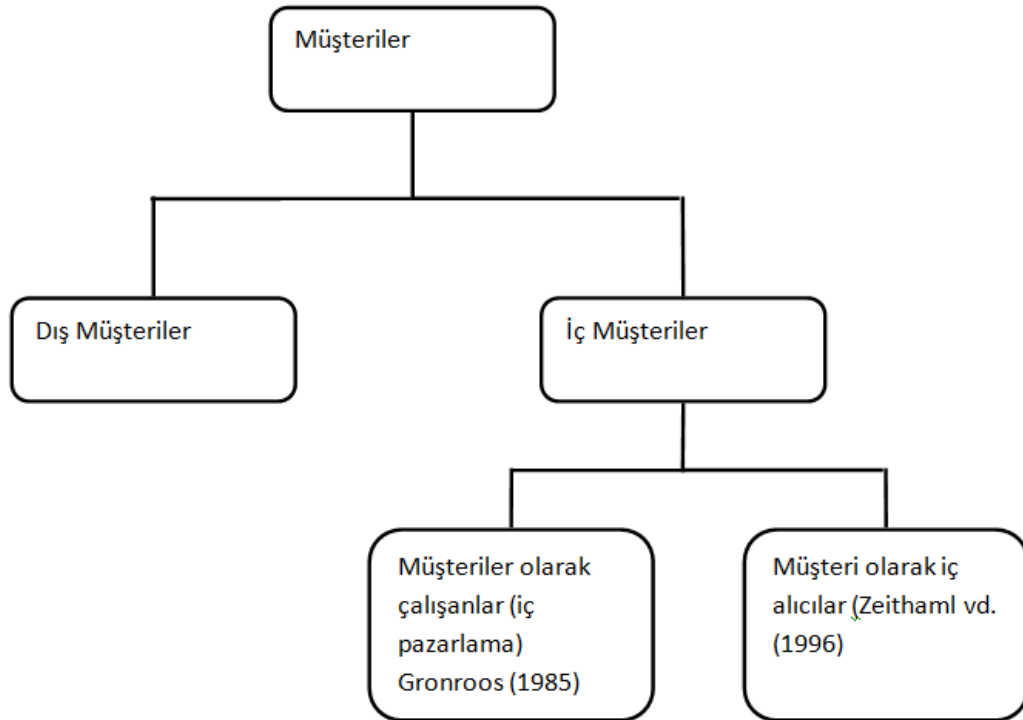 Müşteriler
Dış Müşteriler
İç Müşteriler
Müşteriler olarak
çalışanlar (iç
pazarlama)
Gronroos (1985)
Müşteri olarak iç
alıcılar (Zeithaml vd.
(1996)